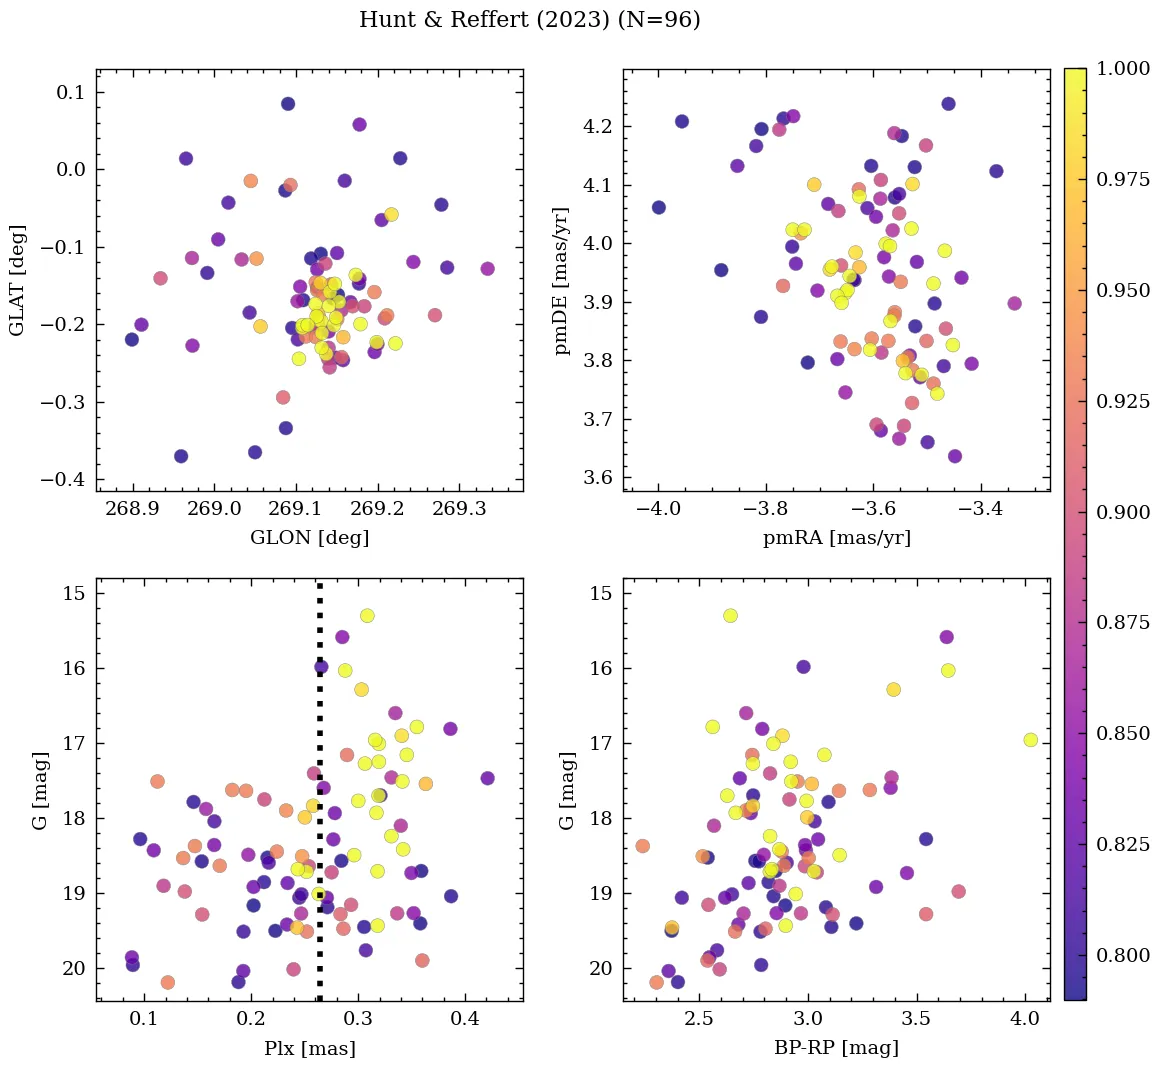 Hunt & Reffert (2023) (N=96)
0.1
0.0
−0.1
−0.2
−0.3
−0.4
GLAT [deg]
268.9 269.0 269.1 269.2 269.3
GLON [deg]
4.2
4.1
4.0
3.9
3.8
3.7
3.6
pmDE [mas/yr]
−4.0 −3.8 −3.6 −3.4
pmRA [mas/yr]
15
16
17
18
19
20
G [mag]
0.1 0.2 0.3 0.4
Plx [mas]
15
16
17
18
19
20
G [mag]
2.5 3.0 3.5 4.0
BP-RP [mag]
1.000
0.975
0.950
0.925
0.900
0.875
0.850
0.825
0.800